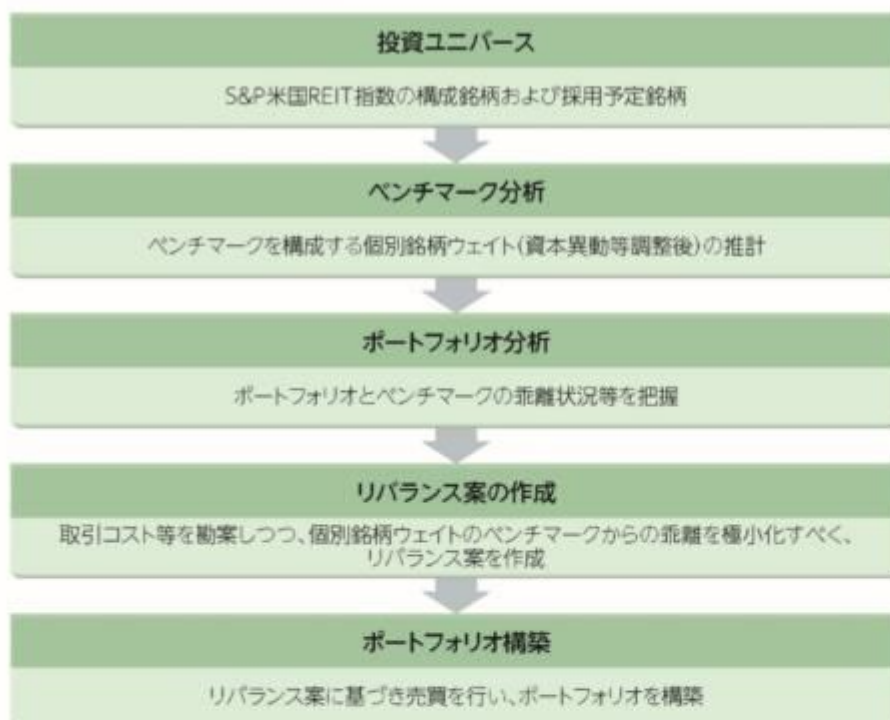 投資ユニバース
S&P米国REIT指数の構成銘柄および採用予定銘柄
ベンチマーク分析
ベンチマークを構成する個別銘柄ウェイト(資本異動等調整後)の推計
ポートフォリオ分析
ポートフォリオとベンチマークの乖離状況等を把握
リバランス案の作成
取引コスト等を勘案しつつ、個別銘柄ウェイトのベンチマークからの乖離を極小化すべく、
リバランス案を作成
ポートフォリオ構築
リバランス案に基づき売買を行い、ポートフォリオを構築